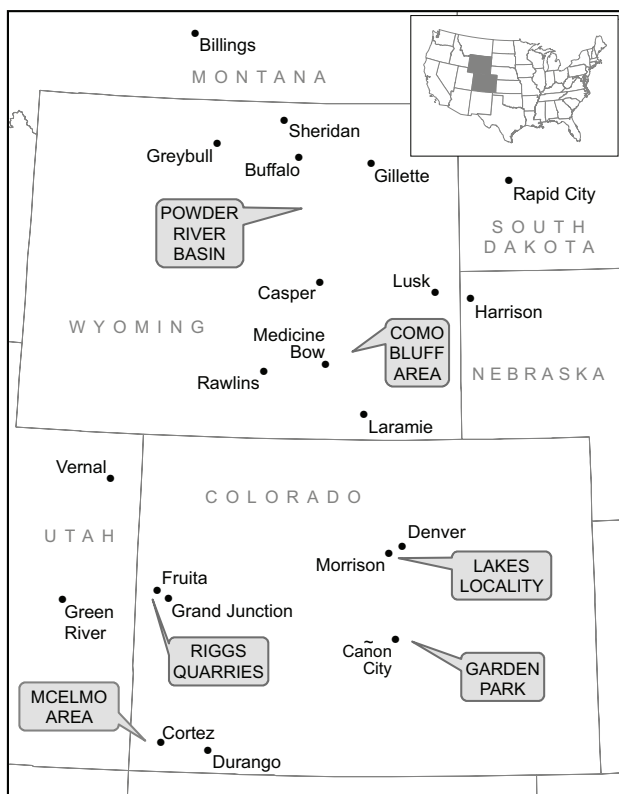 Billings
MONTANA
Sheridan
Greybull
Buffalo
Gillette
Rapid City
POWDER
RIVER
BASIN
SOUTH
DAKOTA
Casper
Lusk
Harrison
WYOMING
Medicine
Bow
COMO
BLUFF
AREA
Rawlins
NEBRASKA
Laramie
Vernal
COLORADO
UTAH
Denver
Morrison
LAKES
LOCALITY
Fruita
Grand Junction
Green
River
RIGGS
QUARRIES
Cañon
City
GARDEN
PARK
MCELMO
AREA
Cortez
Durango